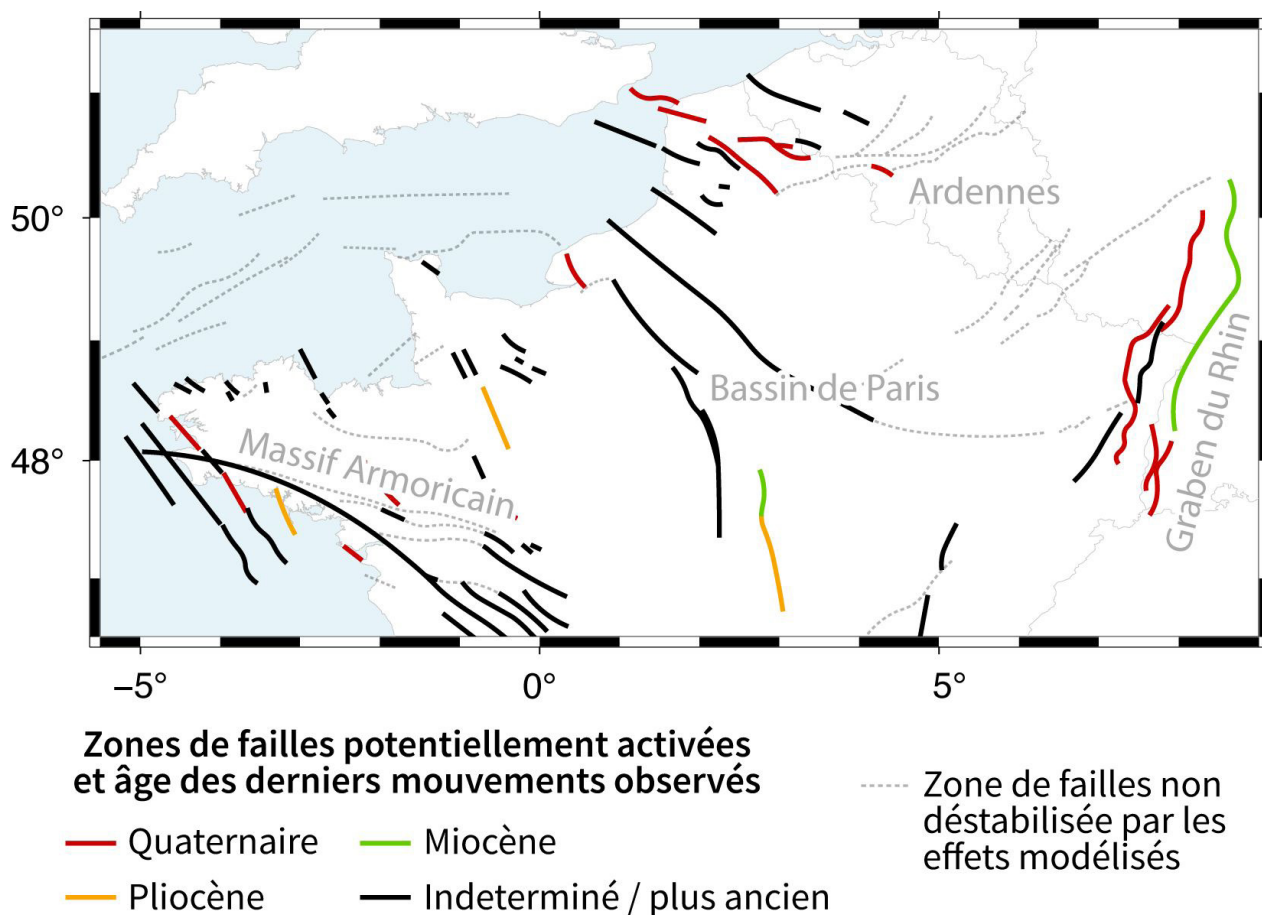 Ardennes
50°
Bassin de Paris
Graben du Rhin
Massif Armoricain
48°
−5°
0°
5°
Zones de failles potentiellement activées
et âge des derniers mouvements observés
Quaternaire
Miocène
Pliocène
Indeterminé / plus ancien
Zone de failles non
déstabilisée par les
effets modélisés